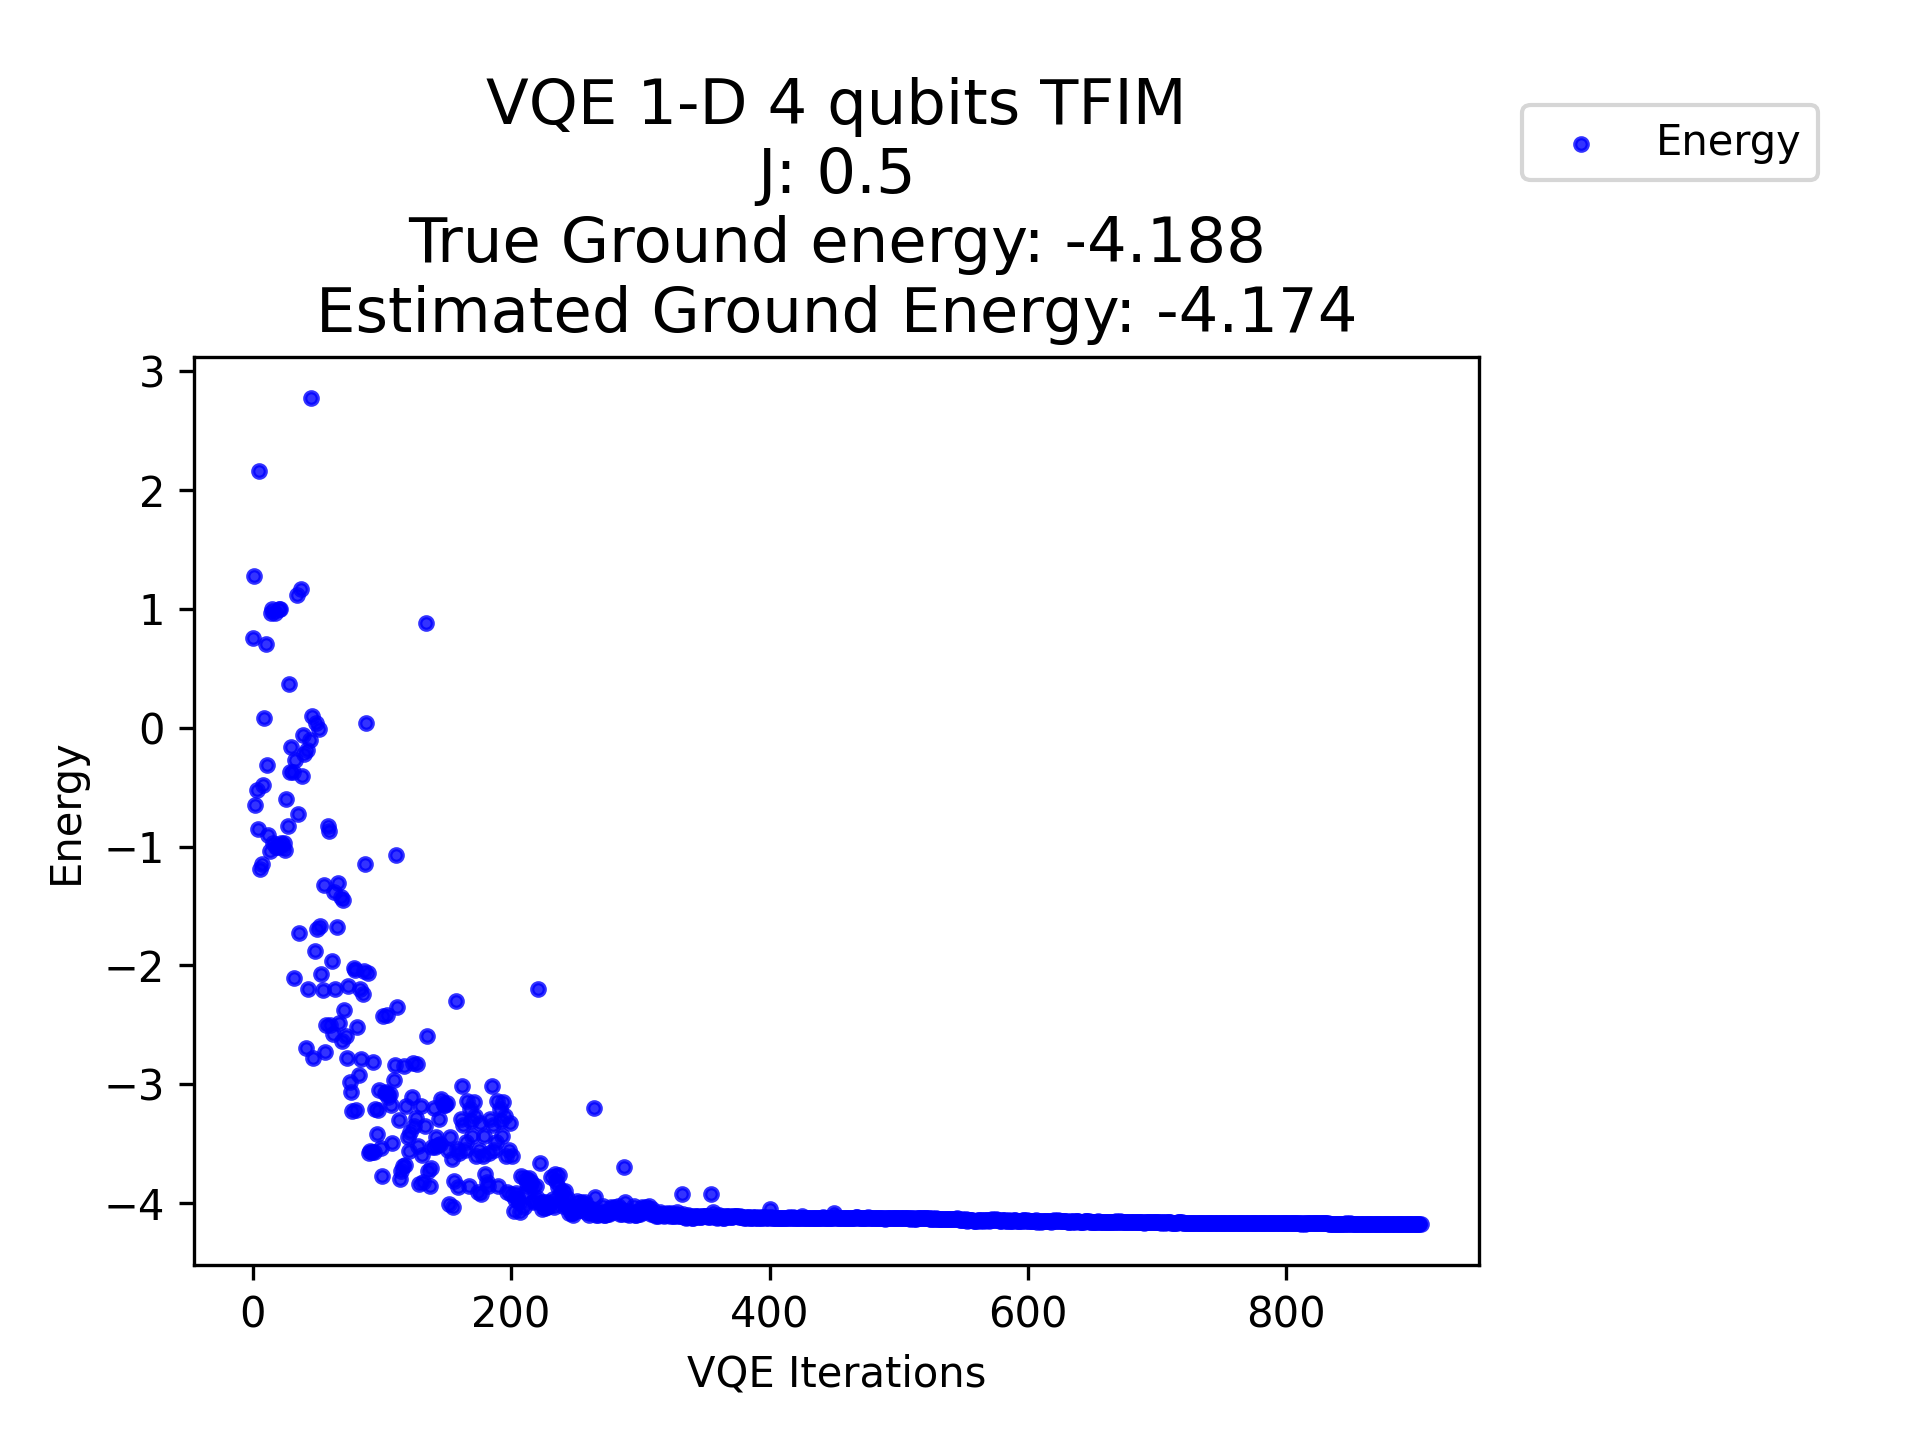 VQE 1-D 4 qubits TFIM
J: 0.5
True Ground energy: -4.188
Estimated Ground Energy: -4.174
Energy
3
2
1
0
−1
−2
−3
−4
Energy
0 200 400 600 800
VQE Iterations